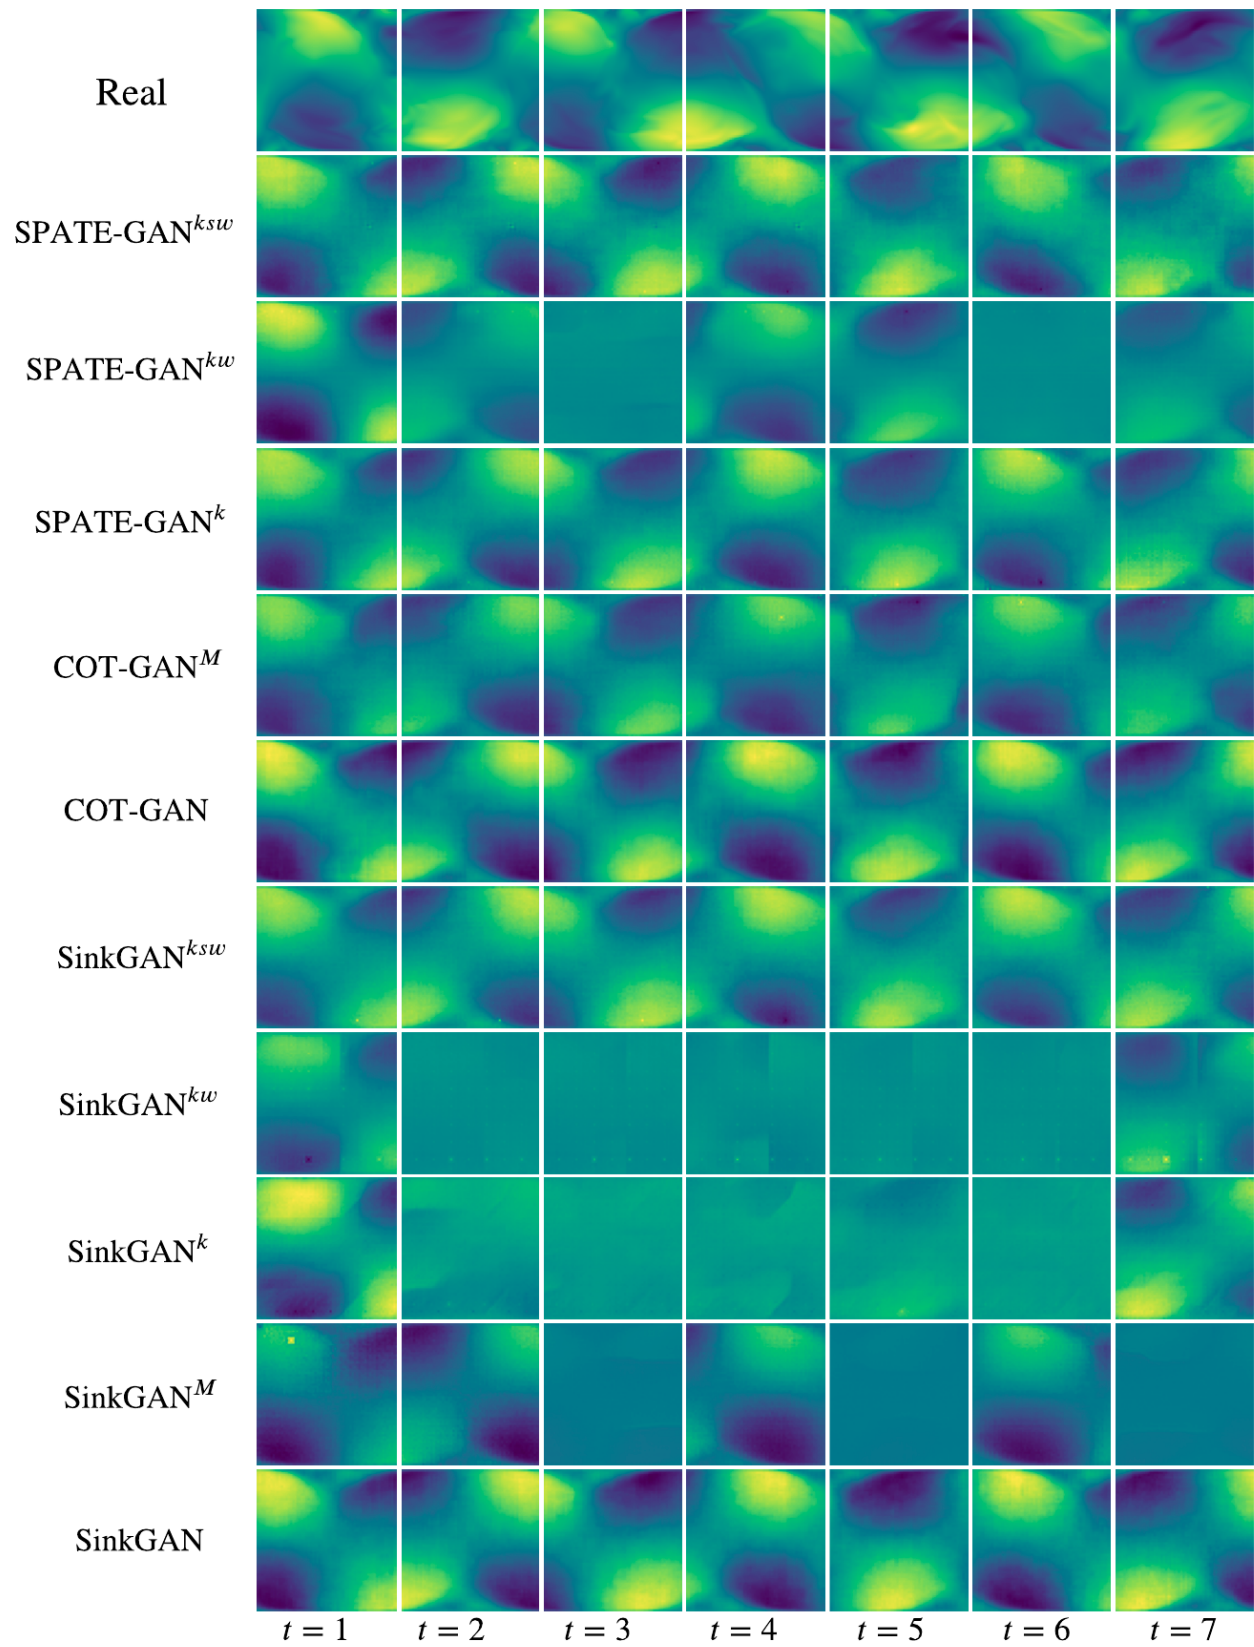 Real
SPATE-GAN^{ksw}
SPATE-GAN^{kw}
SPATE-GAN^{k}
COT-GAN^{M}
COT-GAN
SinkGAN^{ksw}
SinkGAN^{kw}
SinkGAN^{k}
SinkGAN^{M}
SinkGAN
t = 1 t = 2 t = 3 t = 4 t = 5 t = 6 t = 7